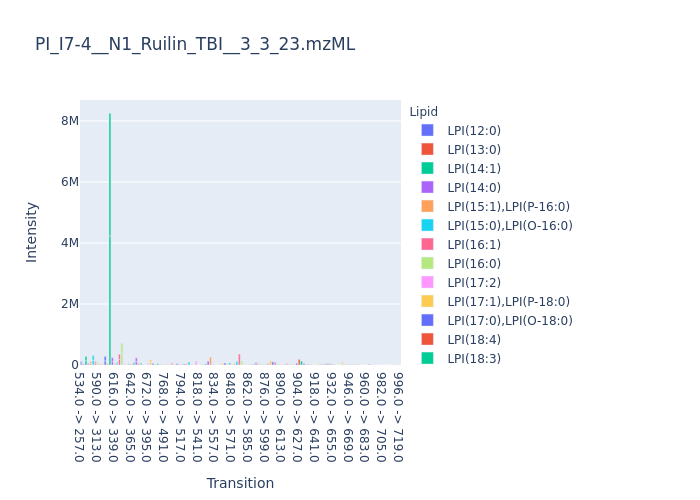 PI_I7-4__N1_Ruilin_TBI__3_3_23.mzML
Lipid
LPI(12:0)
LPI(13:0)
LPI(14:1)
LPI(14:0)
LPI(15:1),LPI(P-16:0)
LPI(15:0),LPI(O-16:0)
LPI(16:1)
LPI(16:0)
LPI(17:2)
LPI(17:1),LPI(P-18:0)
LPI(17:0),LPI(O-18:0)
LPI(18:4)
LPI(18:3)
8M
6M
4M
2M
0
Intensity
534.0 -> 257.0
590.0 -> 313.0
616.0 -> 339.0
642.0 -> 365.0
672.0 -> 395.0
768.0 -> 491.0
794.0 -> 517.0
818.0 -> 541.0
834.0 -> 557.0
848.0 -> 571.0
862.0 -> 585.0
876.0 -> 599.0
890.0 -> 613.0
904.0 -> 627.0
918.0 -> 641.0
932.0 -> 655.0
946.0 -> 669.0
960.0 -> 683.0
982.0 -> 705.0
996.0 -> 719.0
Transition